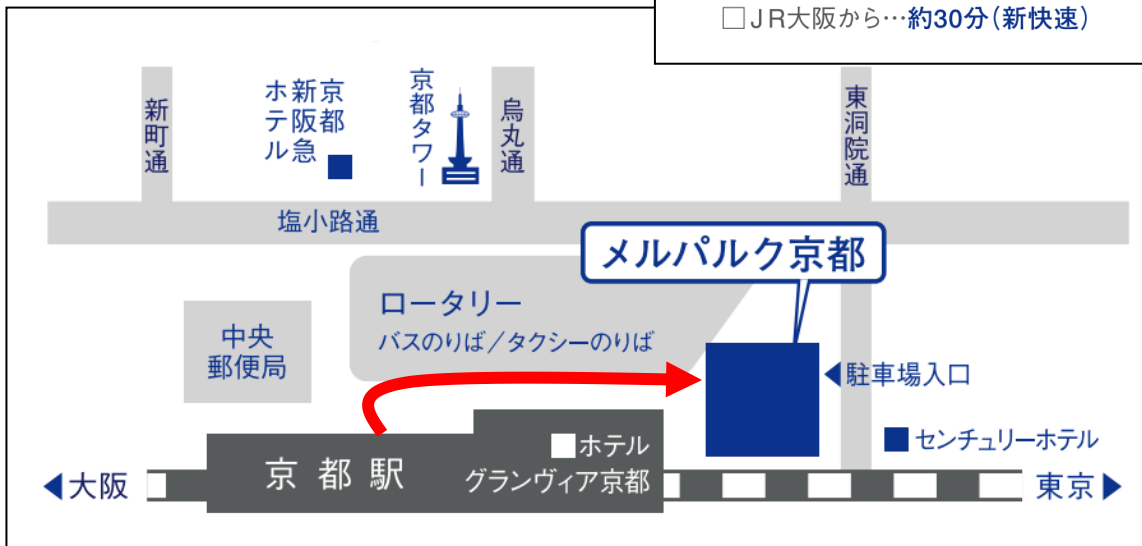 □JR大阪から…約30分(新快速)
新町通
京都
新阪急
ホテル
京都タワー
烏丸通
東洞院通
塩小路通
メルパルク京都
ロータリー
バスのりば/タクシーのりば
中央
郵便局
◀駐車場入口
ホテル
グランヴィア京都
センチュリーホテル
京都駅
◀大阪
東京▶